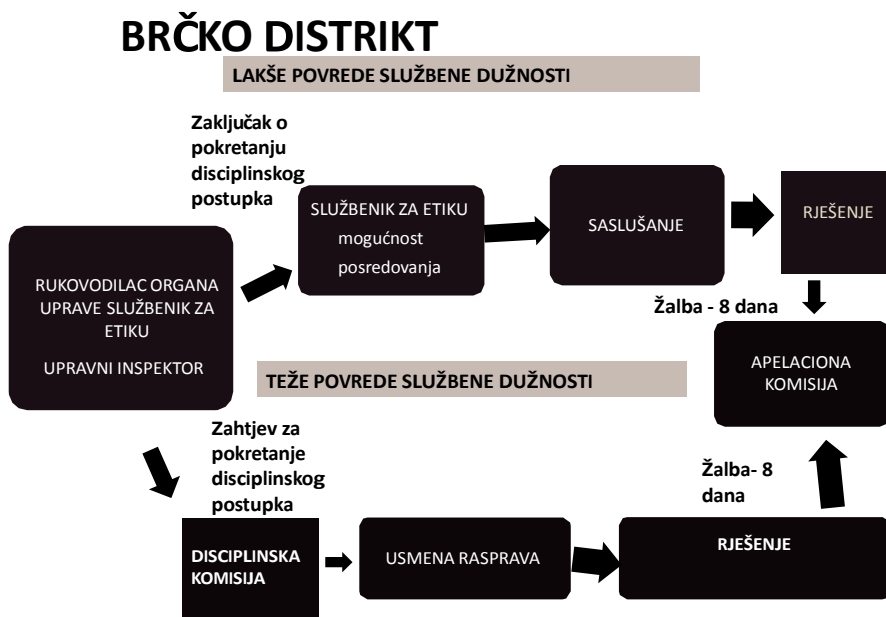 BRČKO DISTRIKT
LAKŠE POVREDE SLUŽBENE DUŽNOSTI
Zaključak o
pokretanju
disciplinskog
postupka
SLUŽBENIK ZA ETIKU
mogućnost
posredovanja
SASLUŠANJE
RJEŠENJE
RUKOVODILAC ORGANA
UPRAVE SLUŽBENIK ZA
ETIKU
UPRAVNI INSPEKTOR
Žalba - 8 dana
APELACIONA
KOMISIJA
TEŽE POVREDE SLUŽBENE DUŽNOSTI
Zahtjev za
pokretanje
disciplinskog
postupka
Žalba- 8
dana
DISCIPLINSKA
KOMISIJA
USMENA RASPRAVA
RJEŠENJE